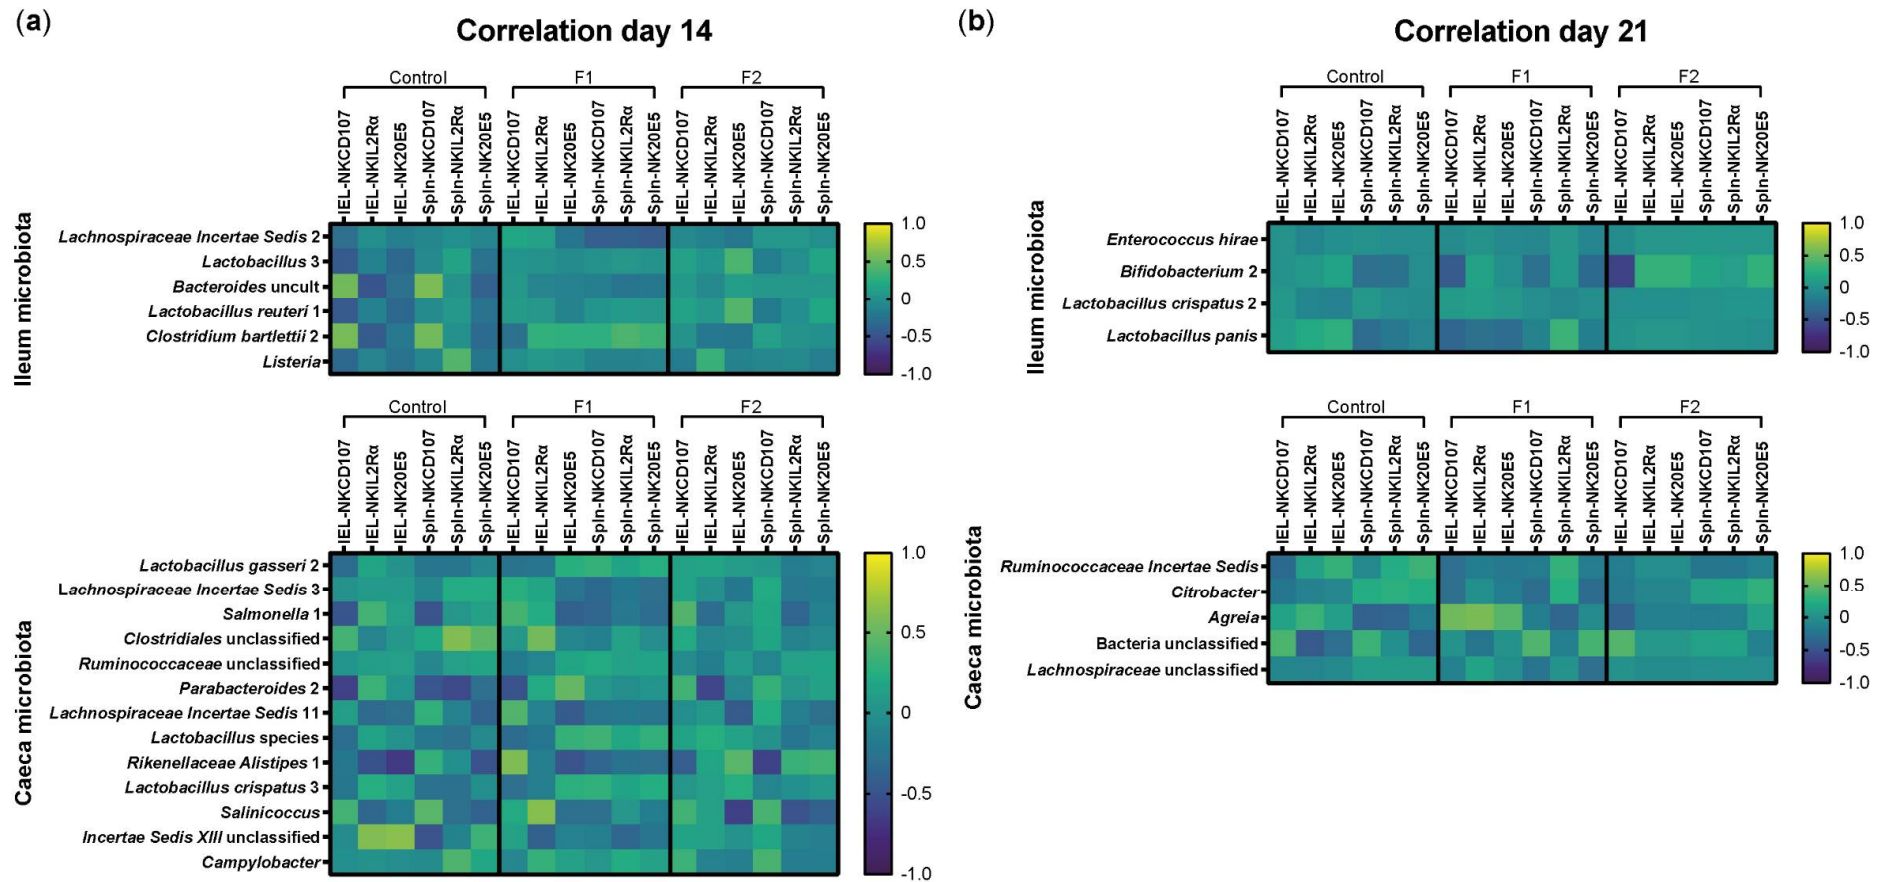 (a)
Correlation day 14
Control F1 F2
IEL-NKCD107 IEL-NKIL2Rα IEL-NK20E5 Spln-NKCD107 Spln-NKIL2Rα Spln-NK20E5 IEL-NKCD107 IEL-NKIL2Rα IEL-NK20E5 Spln-NKCD107 Spln-NKIL2Rα Spln-NK20E5 IEL-NKCD107 IEL-NKIL2Rα IEL-NK20E5 Spln-NKCD107 Spln-NKIL2Rα Spln-NK20E5
Ileum microbiota
Lachnospiraceae Incertae Sedis 2
Lactobacillus 3
Bacteroides uncult
Lactobacillus reuteri 1
Clostridium bartlettii 2
Listeria
1.0
0.5
0
-0.5
-1.0
Control F1 F2
IEL-NKCD107 IEL-NKIL2Rα IEL-NK20E5 Spln-NKCD107 Spln-NKIL2Rα Spln-NK20E5 IEL-NKCD107 IEL-NKIL2Rα IEL-NK20E5 Spln-NKCD107 Spln-NKIL2Rα Spln-NK20E5 IEL-NKCD107 IEL-NKIL2Rα IEL-NK20E5 Spln-NKCD107 Spln-NKIL2Rα Spln-NK20E5
Caeca microbiota
Lactobacillus gasseri 2
Lachnospiraceae Incertae Sedis 3
Salmonella 1
Clostridiales unclassified
Ruminococcaceae unclassified
Parabacteroides 2
Lachnospiraceae Incertae Sedis 11
Lactobacillus species
Rikenellaceae Alistipes 1
Lactobacillus crispatus 3
Salinicoccus
Incertae Sedis XIII unclassified
Campylobacter
1.0
0.5
0
-0.5
-1.0
(b)
Correlation day 21
Control F1 F2
IEL-NKCD107 IEL-NKIL2Rα IEL-NK20E5 Spln-NKCD107 Spln-NKIL2Rα Spln-NK20E5 IEL-NKCD107 IEL-NKIL2Rα IEL-NK20E5 Spln-NKCD107 Spln-NKIL2Rα Spln-NK20E5 IEL-NKCD107 IEL-NKIL2Rα IEL-NK20E5 Spln-NKCD107 Spln-NKIL2Rα Spln-NK20E5
Ileum microbiota
Enterococcus hirae
Bifidobacterium 2
Lactobacillus crispatus 2
Lactobacillus panis
1.0
0.5
0
-0.5
-1.0
Control F1 F2
IEL-NKCD107 IEL-NKIL2Rα IEL-NK20E5 Spln-NKCD107 Spln-NKIL2Rα Spln-NK20E5 IEL-NKCD107 IEL-NKIL2Rα IEL-NK20E5 Spln-NKCD107 Spln-NKIL2Rα Spln-NK20E5 IEL-NKCD107 IEL-NKIL2Rα IEL-NK20E5 Spln-NKCD107 Spln-NKIL2Rα Spln-NK20E5
Caeca microbiota
Ruminococcaceae Incertae Sedis
Citrobacter
Agreia
Bacteria unclassified
Lachnospiraceae unclassified
1.0
0.5
0
-0.5
-1.0